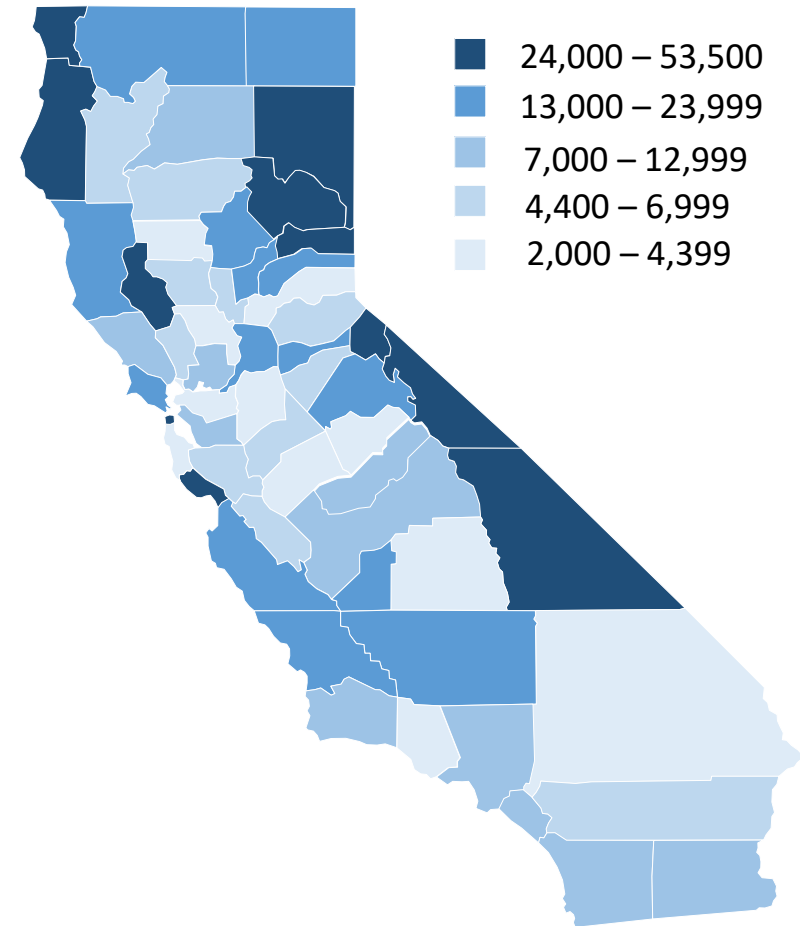 24,000 – 53,500
13,000 – 23,999
7,000 – 12,999
4,400 – 6,999
2,000 – 4,399